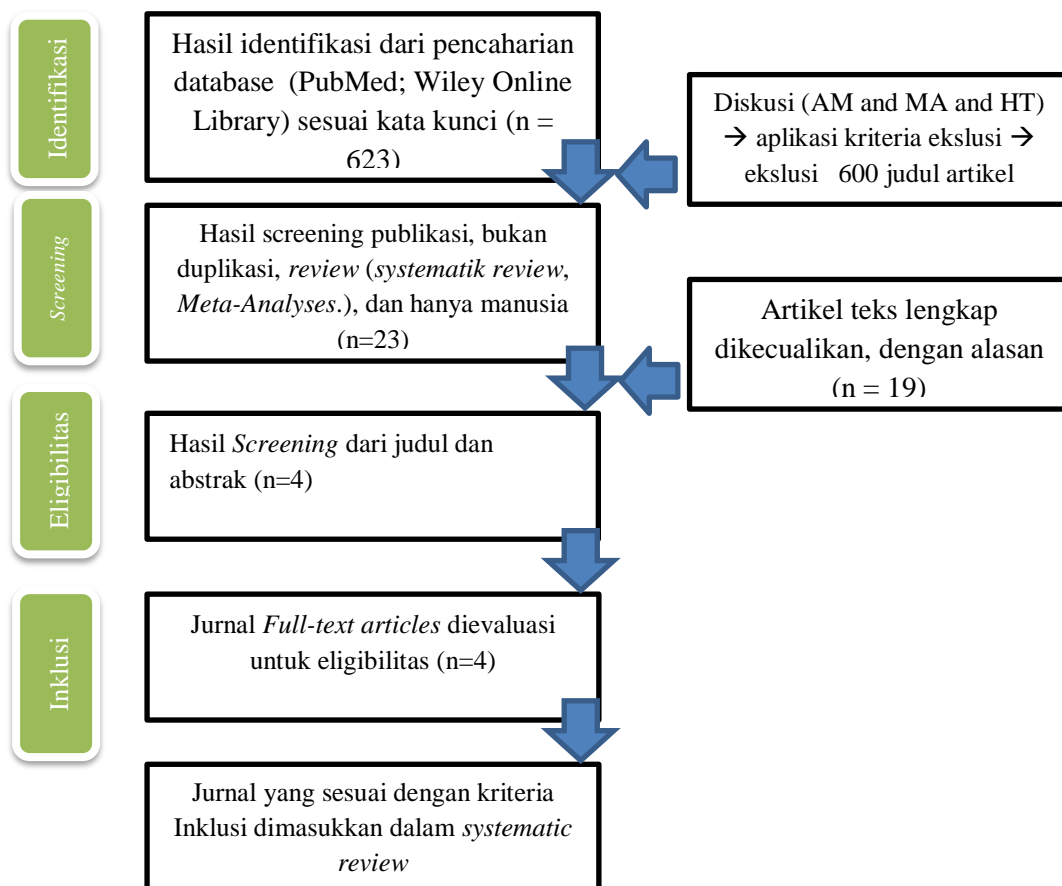 Identifikasi
Hasil identifikasi dari pencaharian
database (PubMed; Wiley Online
Library) sesuai kata kunci (n =
623)
Diskusi (AM and MA and HT)
→ aplikasi kriteria ekslusi →
ekslusi 600 judul artikel
Screening
Hasil screening publikasi, bukan
duplikasi, review (systematik review,
Meta-Analyses.), dan hanya manusia
(n=23)
Artikel teks lengkap
dikecualikan, dengan alasan
(n = 19)
Eligibilitas
Hasil Screening dari judul dan
abstrak (n=4)
Inklusi
Jurnal Full-text articles dievaluasi
untuk eligibilitas (n=4)
Jurnal yang sesuai dengan kriteria
Inklusi dimasukkan dalam systematic
review